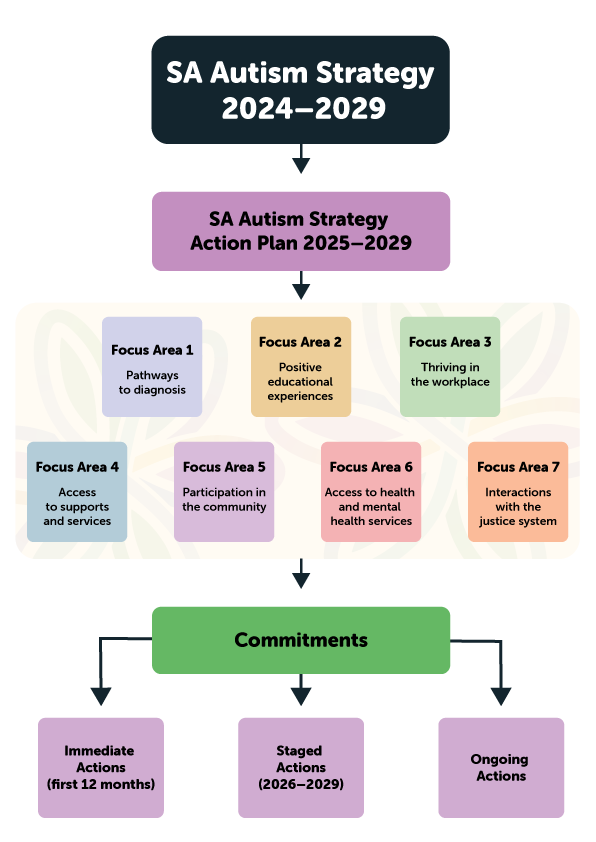 SA Autism Strategy
2024–2029
SA Autism Strategy
Action Plan 2025–2029
Focus Area 1
Pathways
to diagnosis
Focus Area 2
Positive
educational
experiences
Focus Area 3
Thriving in
the workplace
Focus Area 4
Access
to supports
and services
Focus Area 5
Participation in
the community
Focus Area 6
Access to health
and mental
health services
Focus Area 7
Interactions
with the
justice system
Commitments
Immediate
Actions
(first 12 months)
Staged
Actions
(2026–2029)
Ongoing
Actions